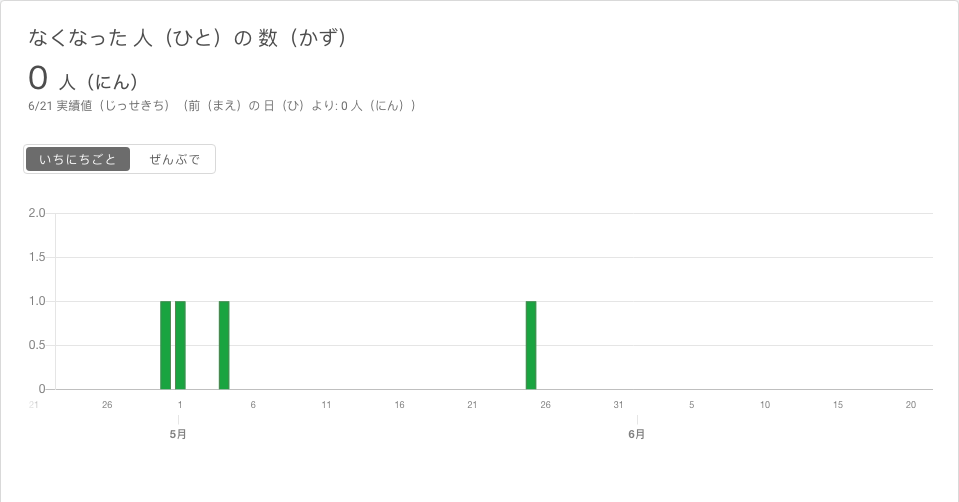 なくなった 人（ひと）の 数（かず）
0 人（にん）
6/21 実績値（じっせきち）（前（まえ）の 日（ひ）より: 0 人（にん））
いちにちごと ぜんぶで
2.0
1.5
1.0
0.5
0
21 26 1 6 11 16 21 26 31 5 10 15 20
5月 6月